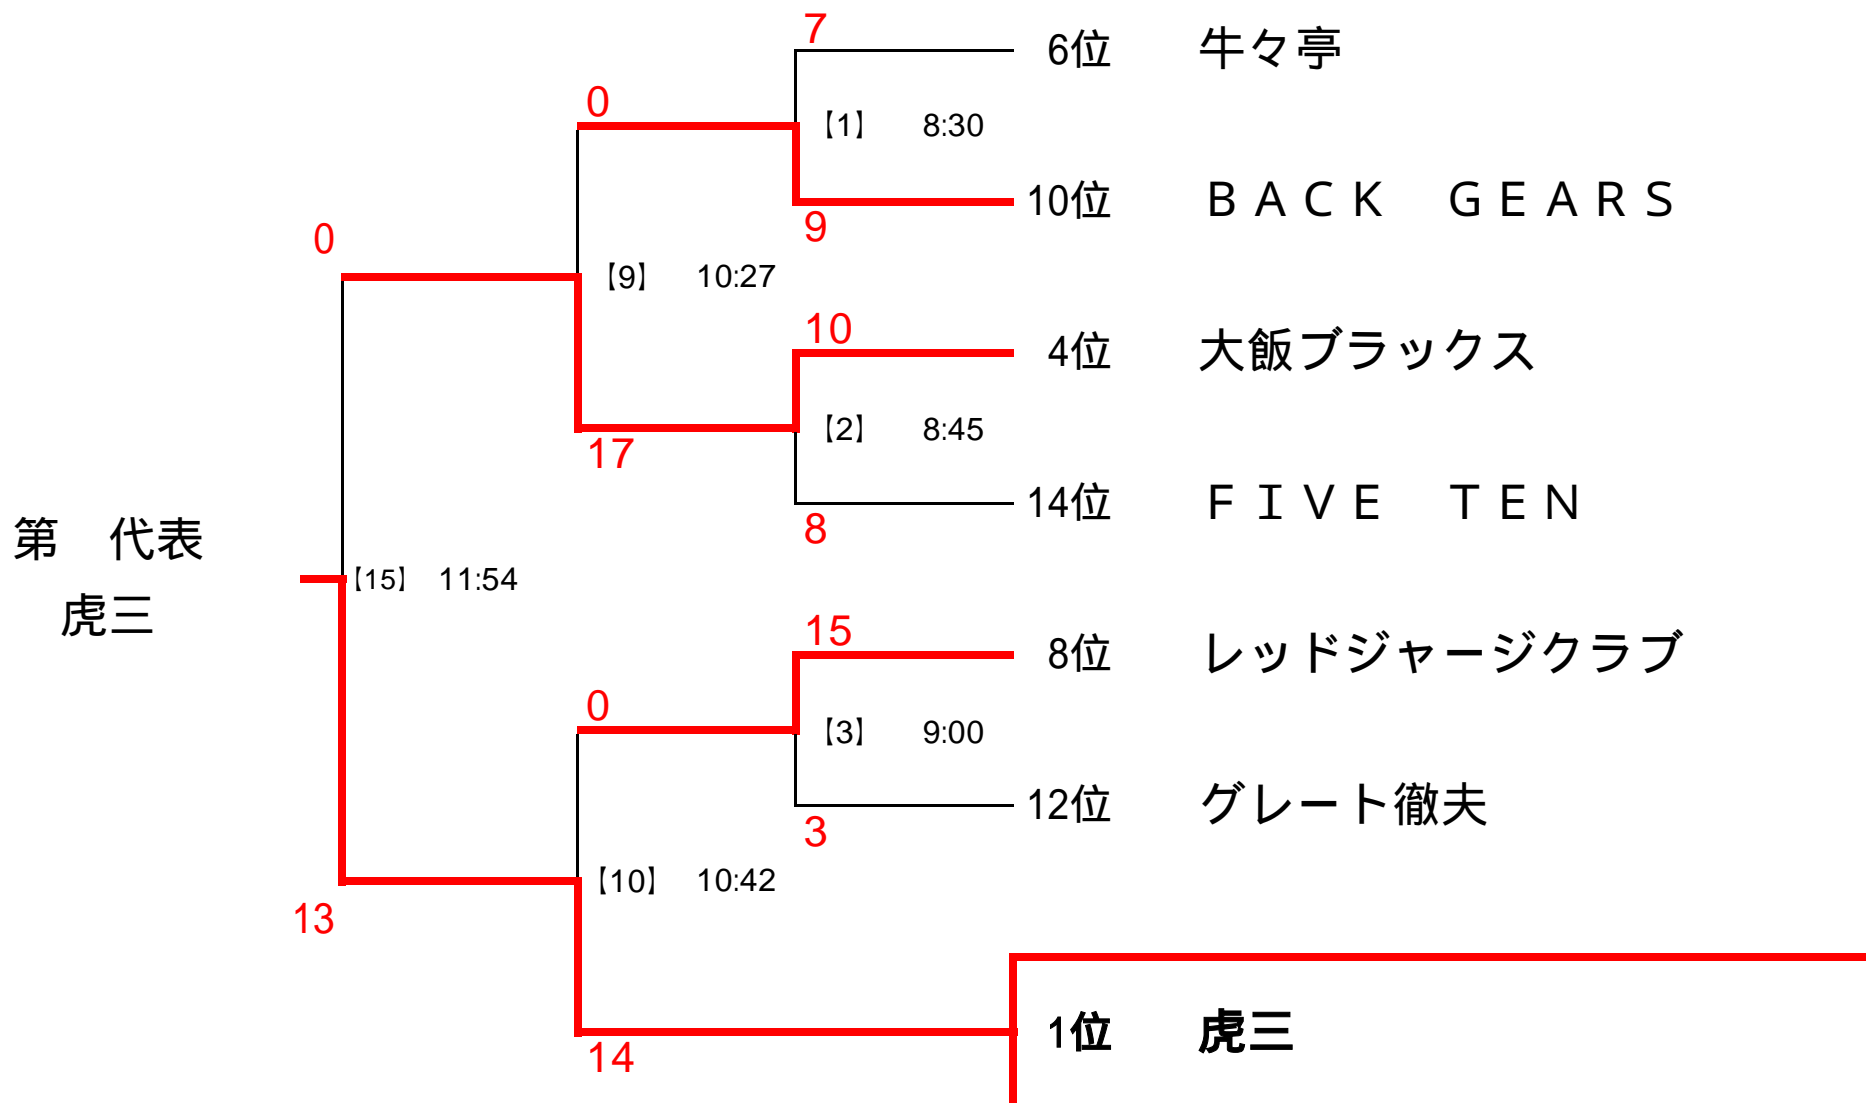 7
6位 牛々亭
0
【1】 8:30
10位 ＢＡＣＫ ＧＥＡＲＳ
9
0
【9】 10:27
10
4位 大飯ブラックス
【2】 8:45
17
14位 ＦＩＶＥ ＴＥＮ
8
第 代表
【15】 11:54
虎三
15
8位 レッドジャージクラブ
0
【3】 9:00
12位 グレート徹夫
3
【10】 10:42
13
1位 虎三
14